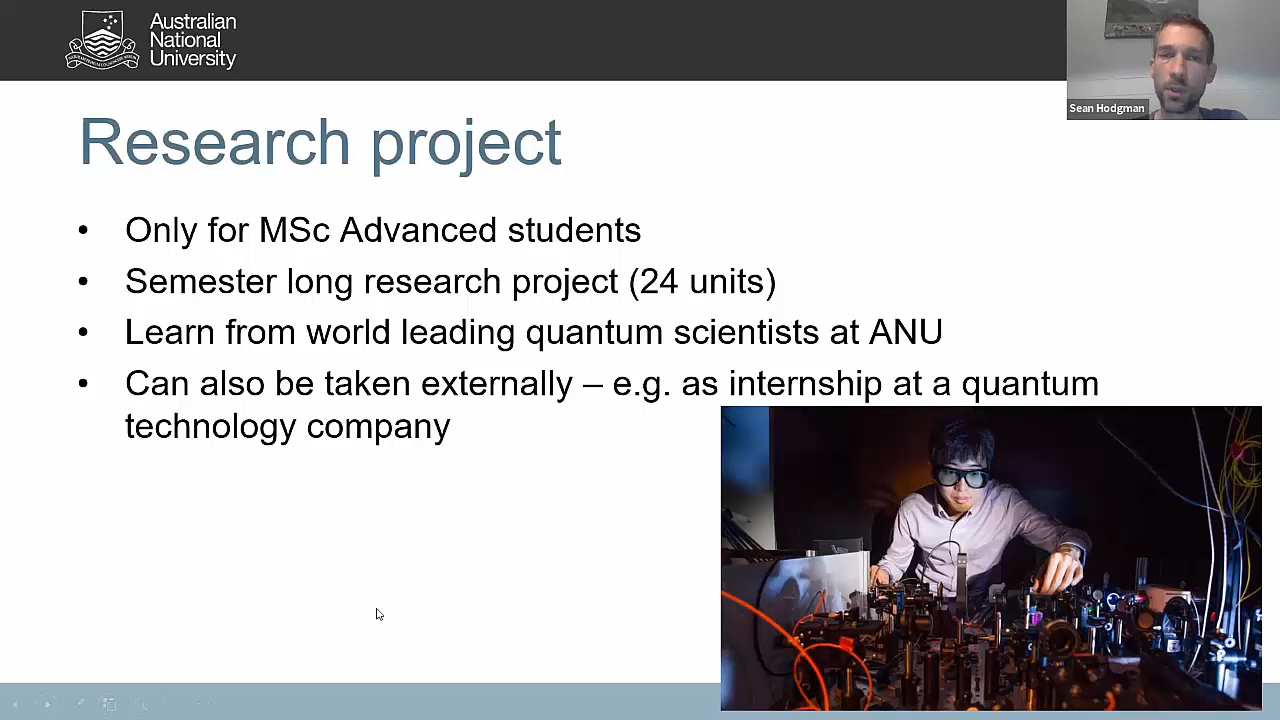 Australian
National
University
Sean Hodgman
Research project
• Only for MSc Advanced students
• Semester long research project (24 units)
• Learn from world leading quantum scientists at ANU
• Can also be taken externally – e.g. as internship at a quantum
technology company